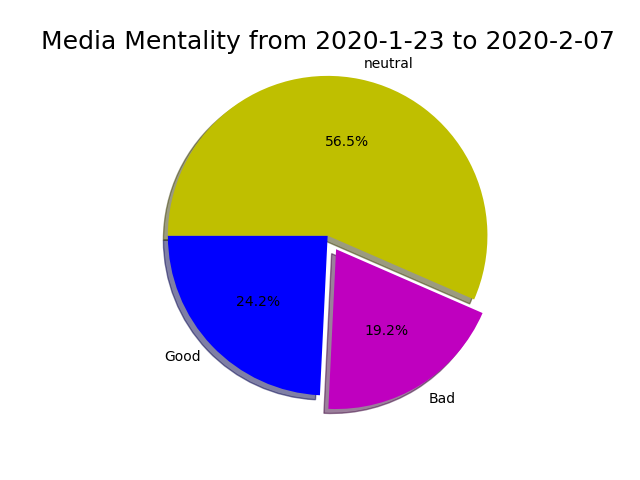 Media Mentality from 2020-1-23 to 2020-2-07
neutral
56.5%
24.2%
19.2%
Good
Bad